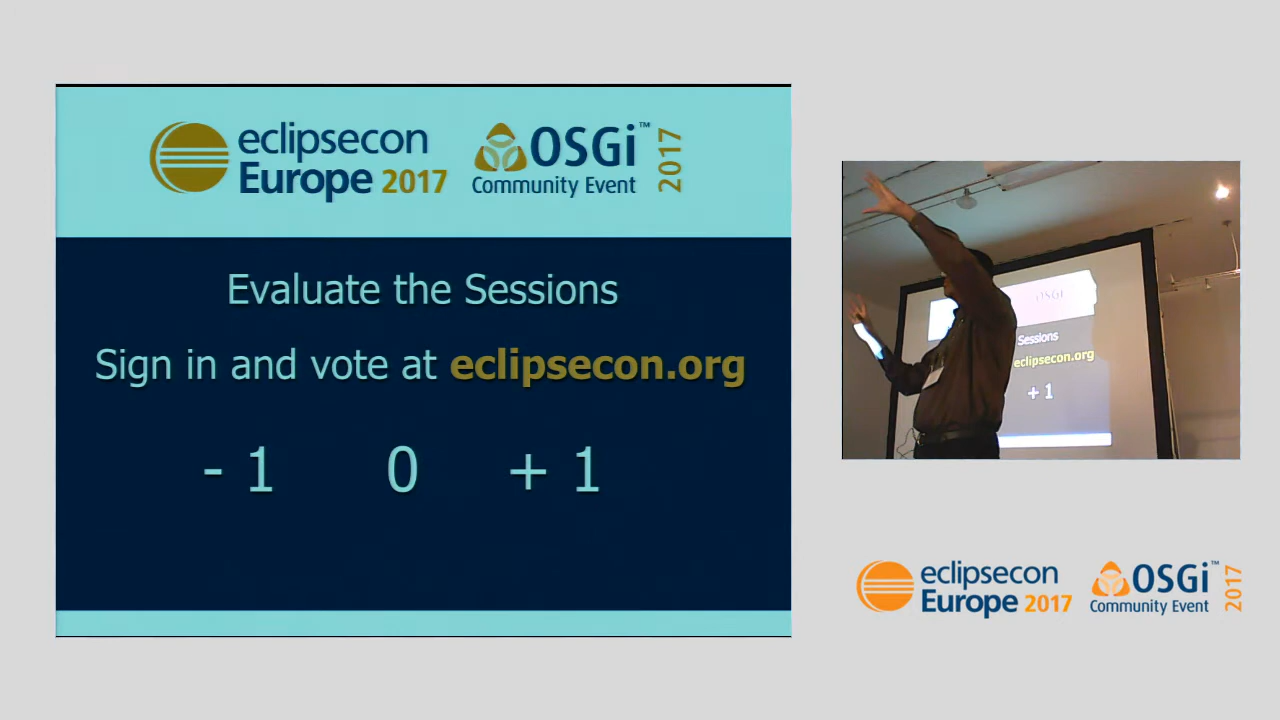 eclipsecon
Europe 2017
OSGi™
Community Event
2017
Evaluate the Sessions
Sign in and vote at eclipsecon.org
- 1 0 + 1
OSGi
Sessions
eclipsecon.org
+ 1
eclipsecon
Europe 2017
OSGi™
Community Event
2017